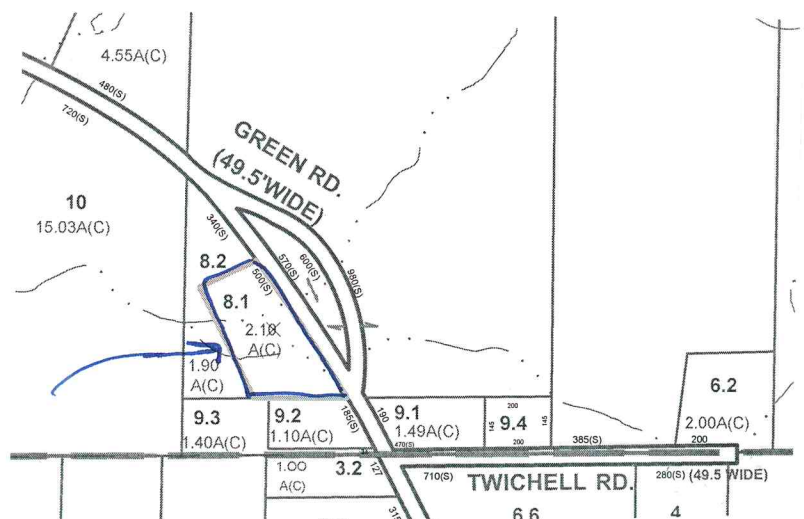 4.55A(C)
480(S)
720(S)
GREEN RD.
(49.5'WIDE)
10
15.03A(C)
340(S)
8.2
570(S)
600(S)
980(S)
500(S)
8.1
2.10
A(C)
1.90
A(C)
9.3
1.40A(C)
9.2
1.10A(C)
185(S)
190
9.1
1.49A(C)
200
145
9.4
145
200
6.2
2.00A(C)
470(S)
385(S)
200
1.00
A(C)
3.2
127
710(S)
TWICHELL RD.
280(S)
(49.5 WIDE)
315
6.6
4